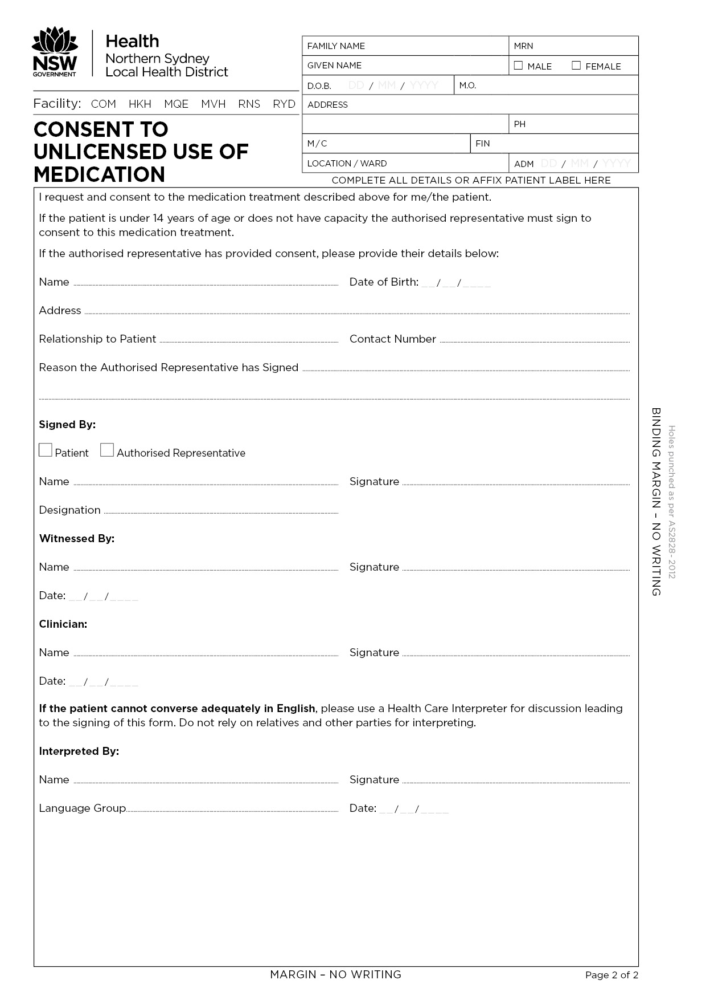 NSW
GOVERNMENT
Health
Northern Sydney
Local Health District
Facility: COM HKH MQE MVH RNS RYD
CONSENT TO
UNLICENSED USE OF
MEDICATION
FAMILY NAME MRN
GIVEN NAME MALE FEMALE
D.O.B. DD / MM / YYYY M.O.
ADDRESS
PH
M / C FIN
LOCATION / WARD ADM DD / MM / YYYY
COMPLETE ALL DETAILS OR AFFIX PATIENT LABEL HERE
I request and consent to the medication treatment described above for me/the patient.
If the patient is under 14 years of age or does not have capacity the authorised representative must sign to
consent to this medication treatment.
If the authorised representative has provided consent, please provide their details below:
Name Date of Birth: __/__/____
Address
Relationship to Patient Contact Number
Reason the Authorised Representative has Signed
Signed By:
Patient Authorised Representative
Name Signature
Designation
Witnessed By:
Name Signature
Date: __/__/____
Clinician:
Name Signature
Date: __/__/____
If the patient cannot converse adequately in English, please use a Health Care Interpreter for discussion leading
to the signing of this form. Do not rely on relatives and other parties for interpreting.
Interpreted By:
Name Signature
Language Group Date: __/__/____
Holes punched as per AS2828- 2012
BINDING MARGIN – NO WRITING
MARGIN – NO WRITING
Page 2 of 2